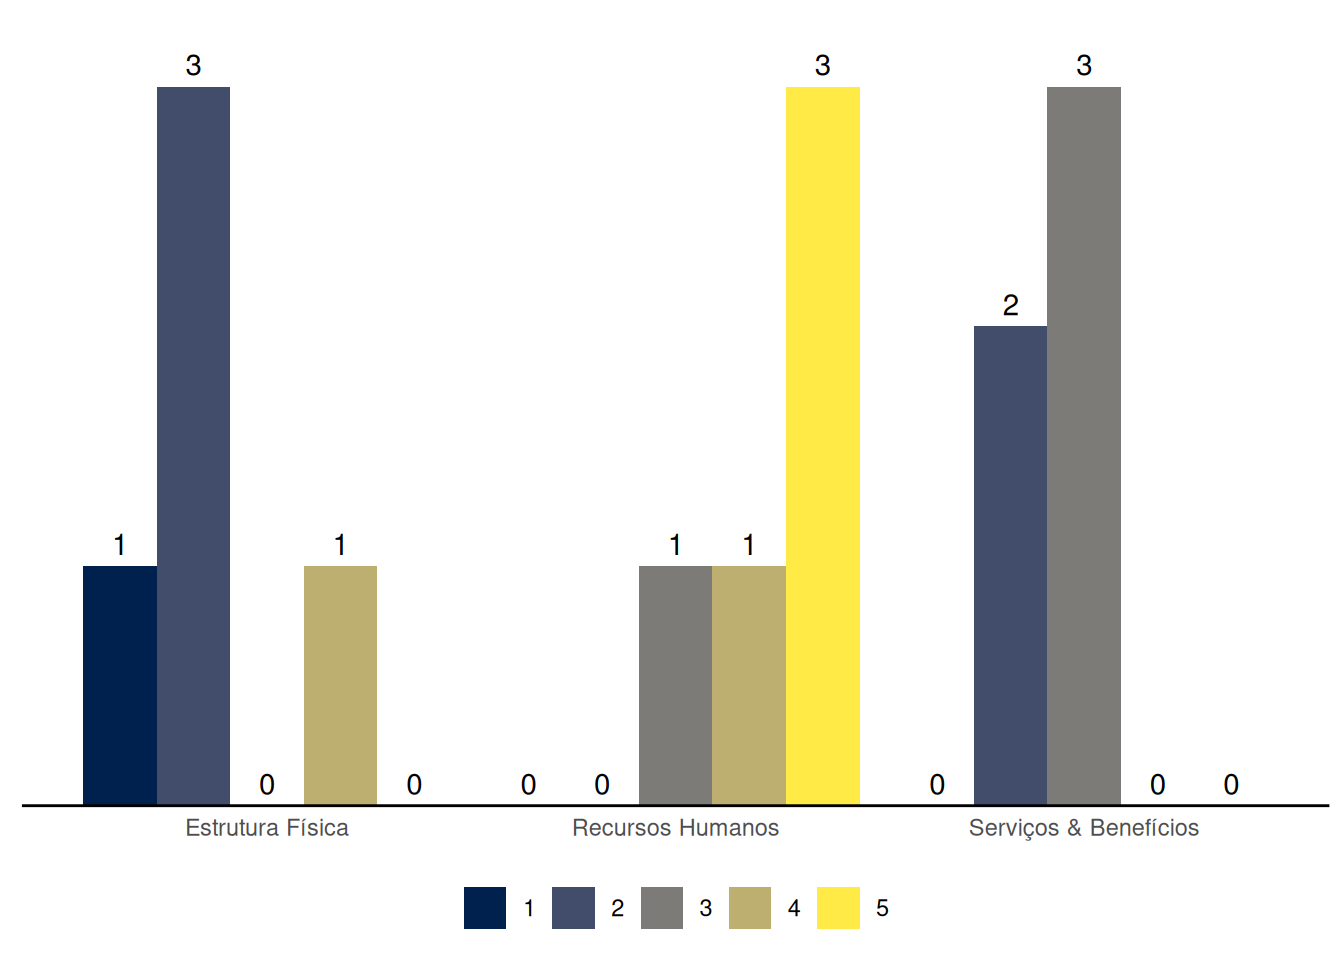 3 3 3
2
1 1 1 1
0 0 0 0 0 0 0
Estrutura Física Recursos Humanos Serviços & Benefícios
1 2 3 4 5